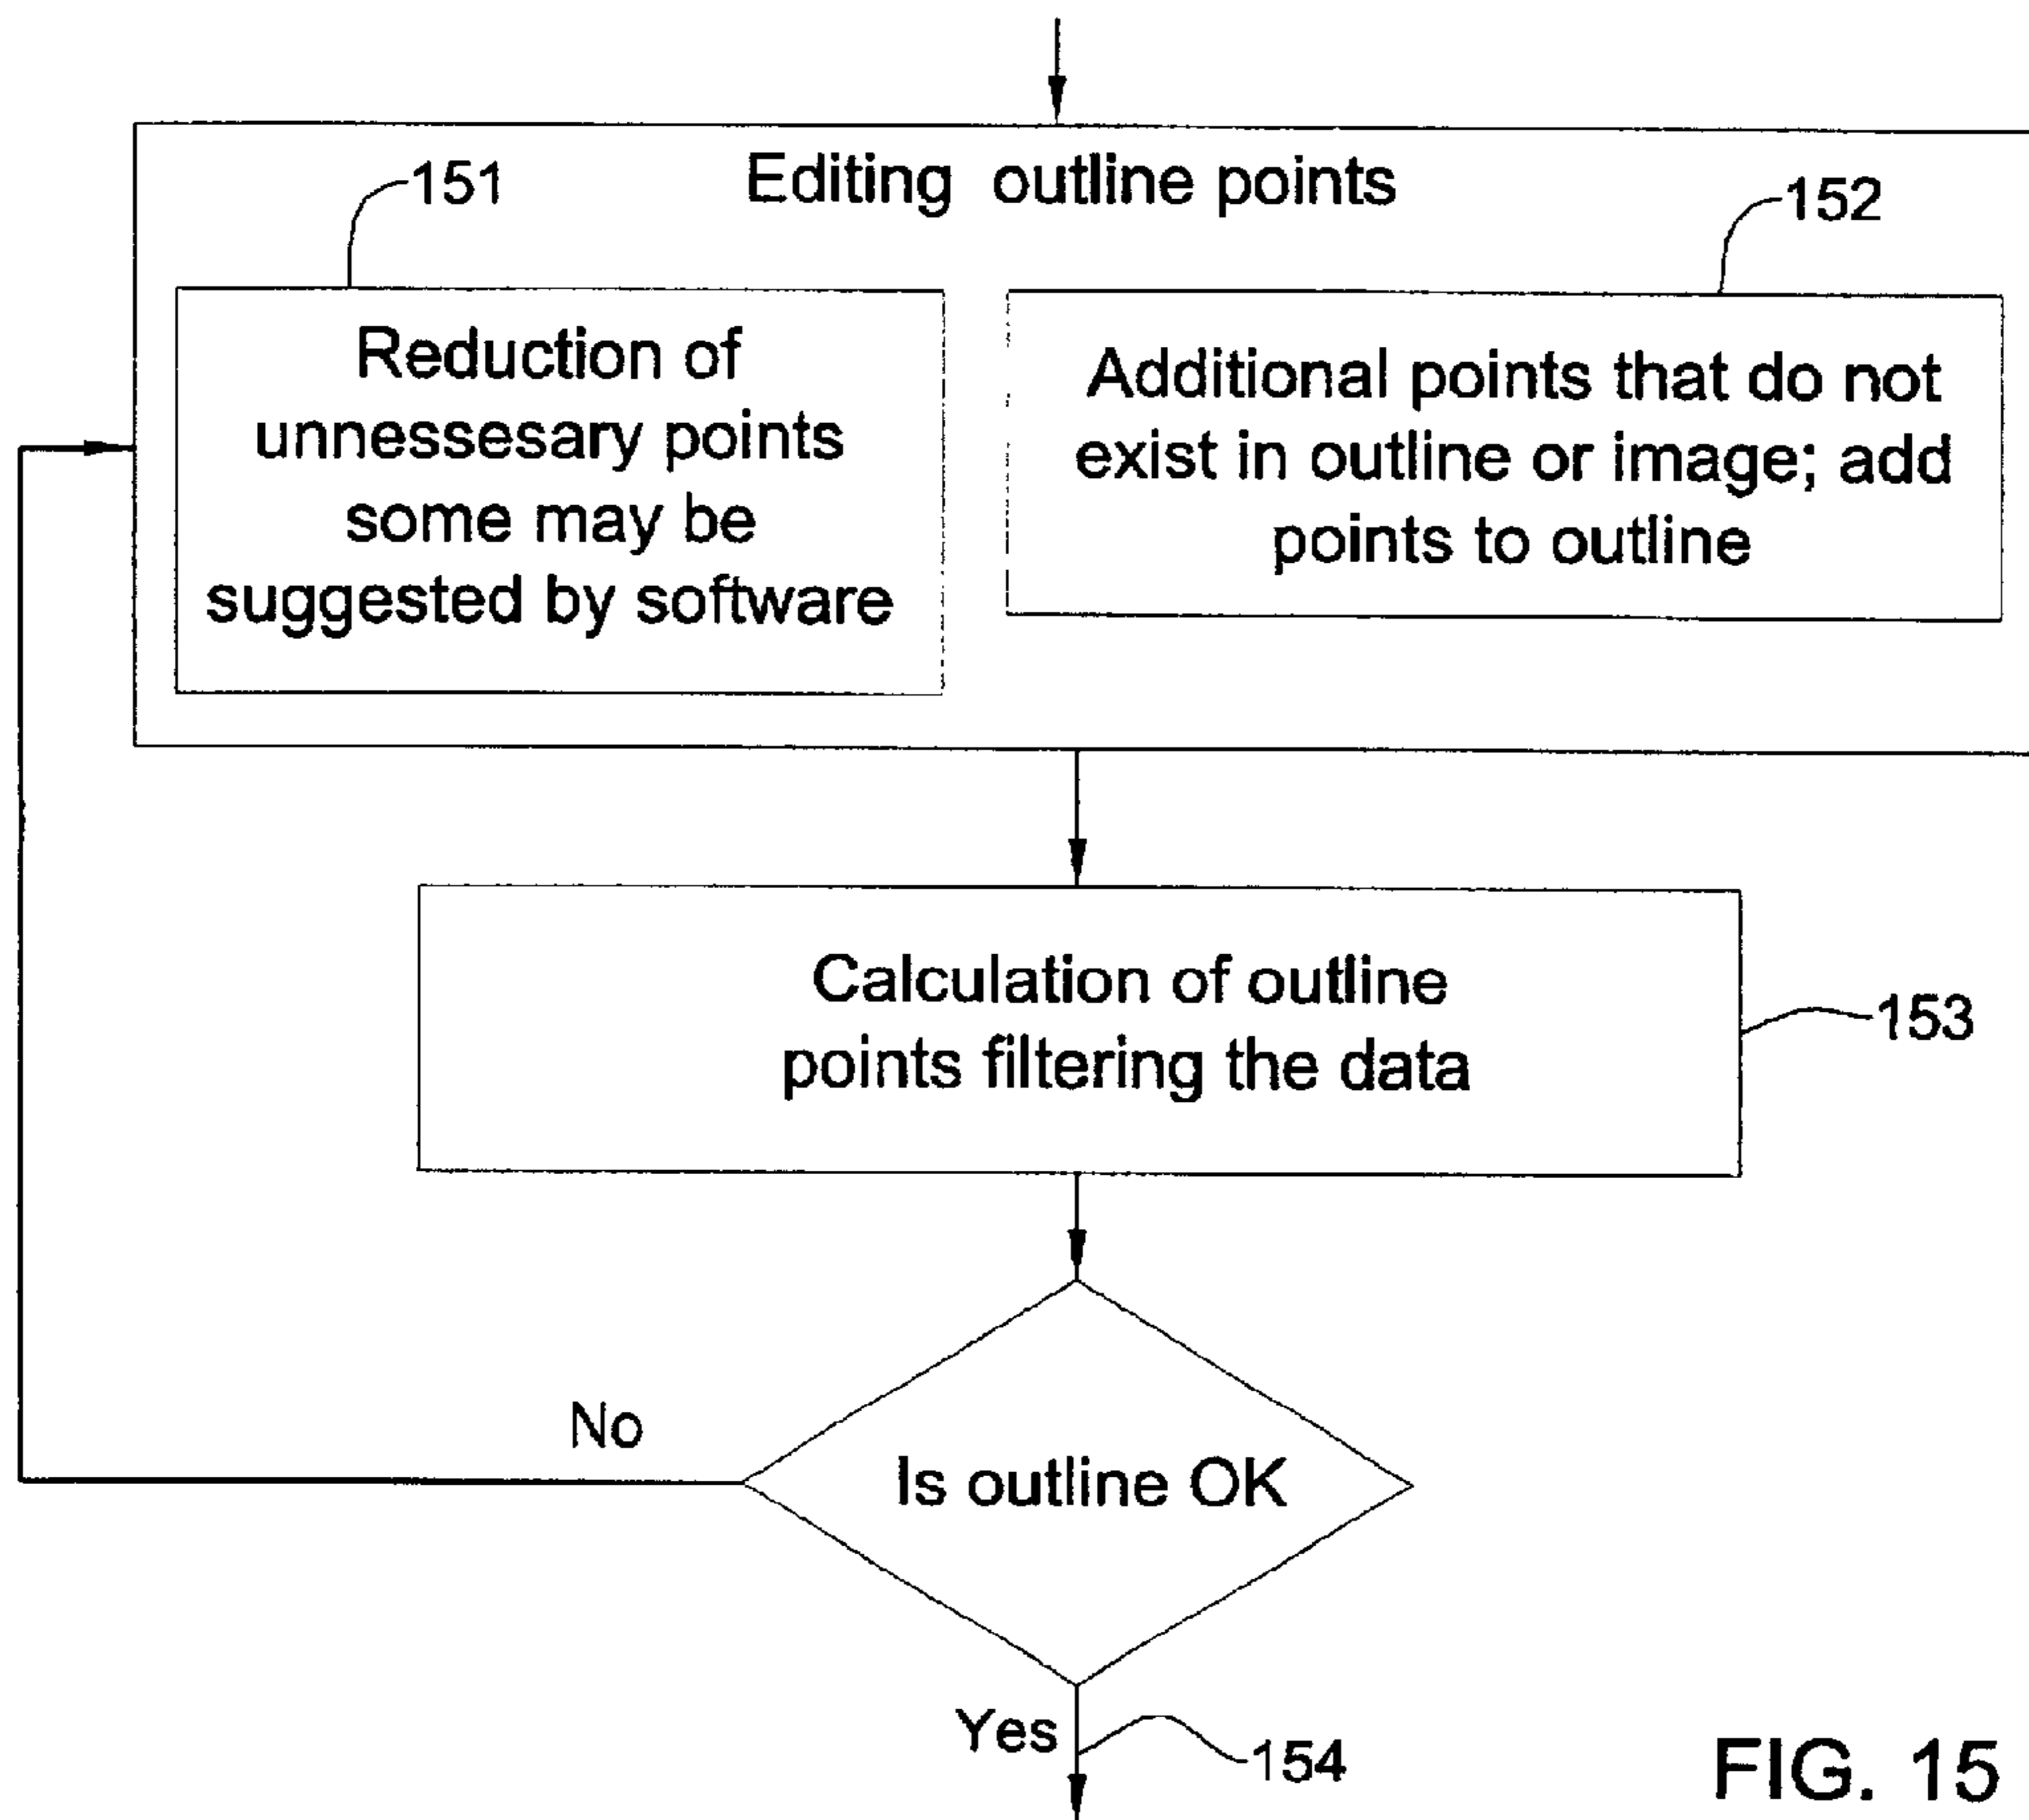 Editing outline points
151
152
Reduction of
unnessesary points
some may be
suggested by software
Additional points that do not
exist in outline or image; add
points to outline
Calculation of outline
points filtering the data
153
Is outline OK
No
Yes
154
FIG. 15